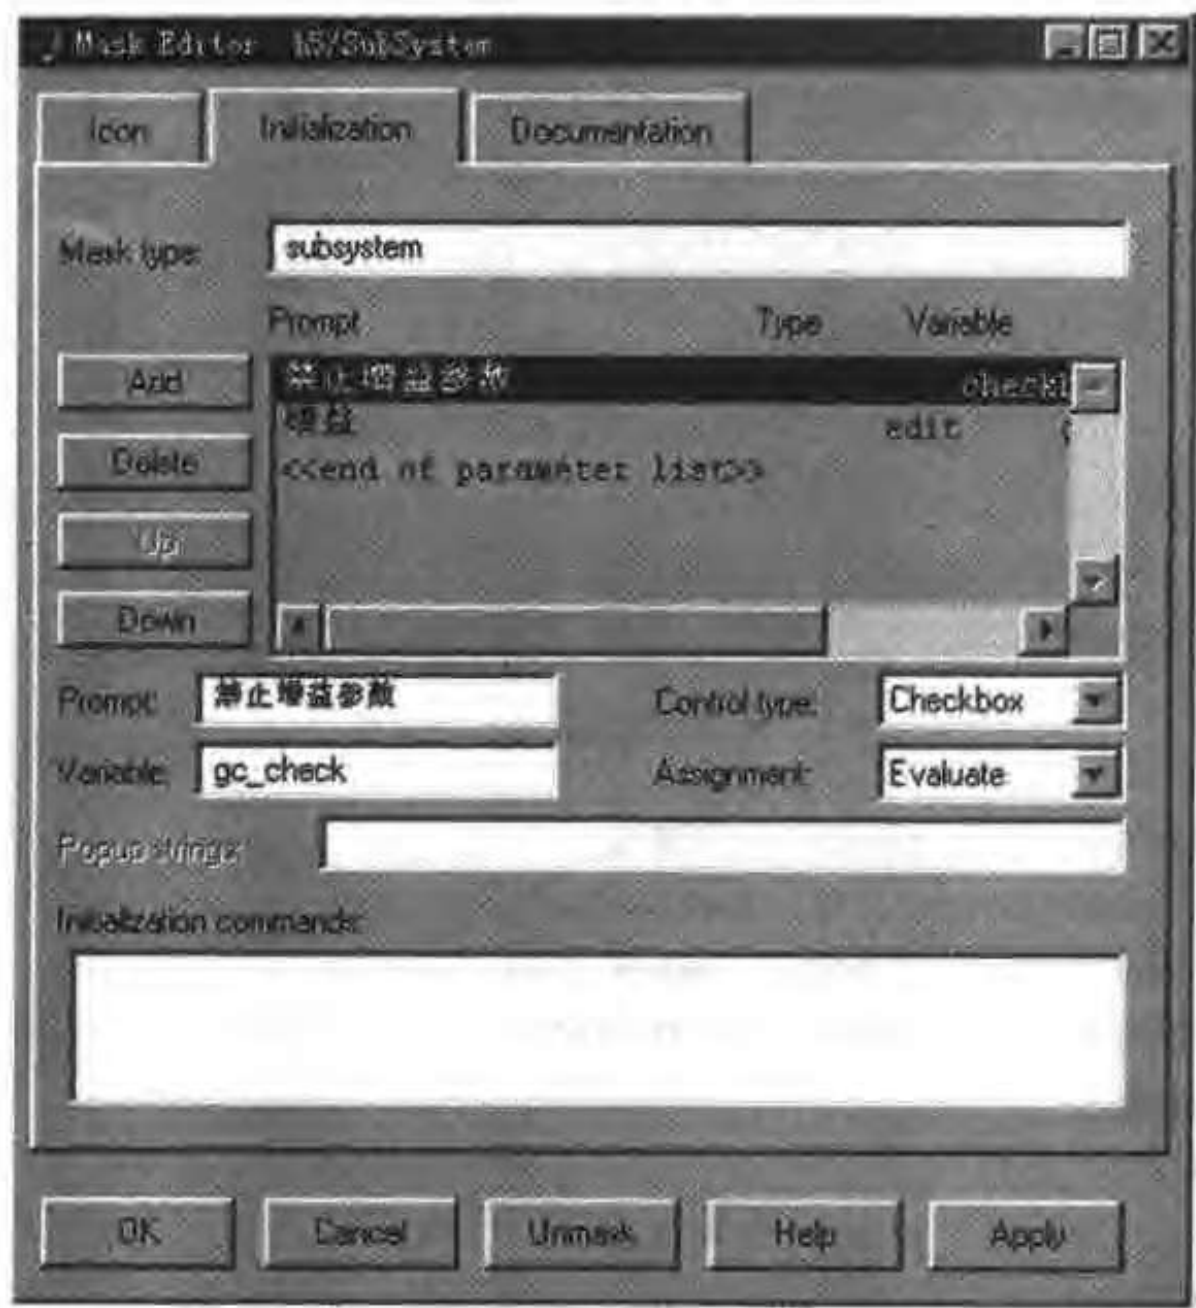 Mask Editor h5/SubSystem
Icon Initialization Documentation
Mask type: subsystem
Prompt Type Variable
Add 禁止增益参数
增益 edit
Delete
<<end of parameter list>>
Up
Down
Prompt: 禁止增益参数 Control type: Checkbox
Variable: gc_check Assignment: Evaluate
Popup strings:
Initialization commands:
OK Cancel Unmask Help Apply